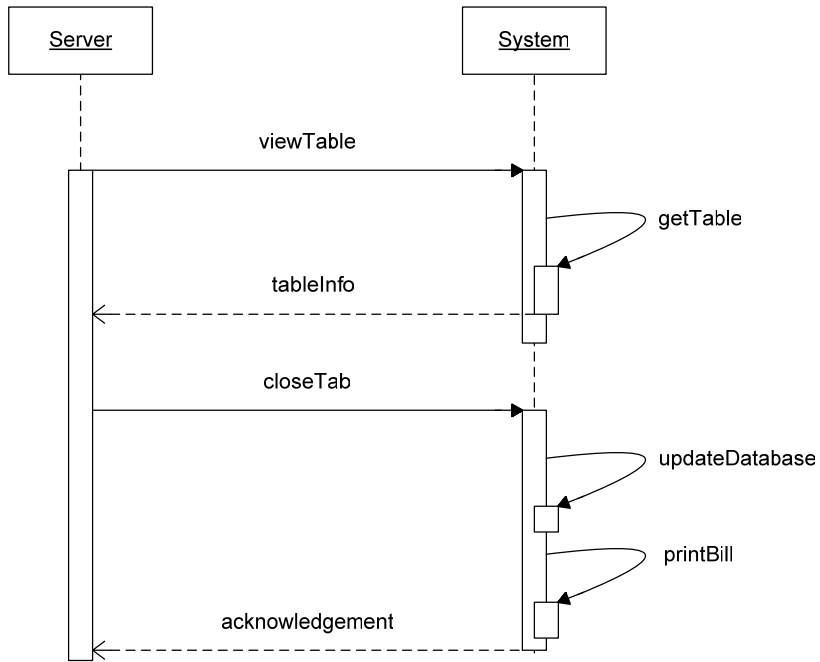 Server
System
viewTable
getTable
tableInfo
closeTab
updateDatabase
printBill
acknowledgement